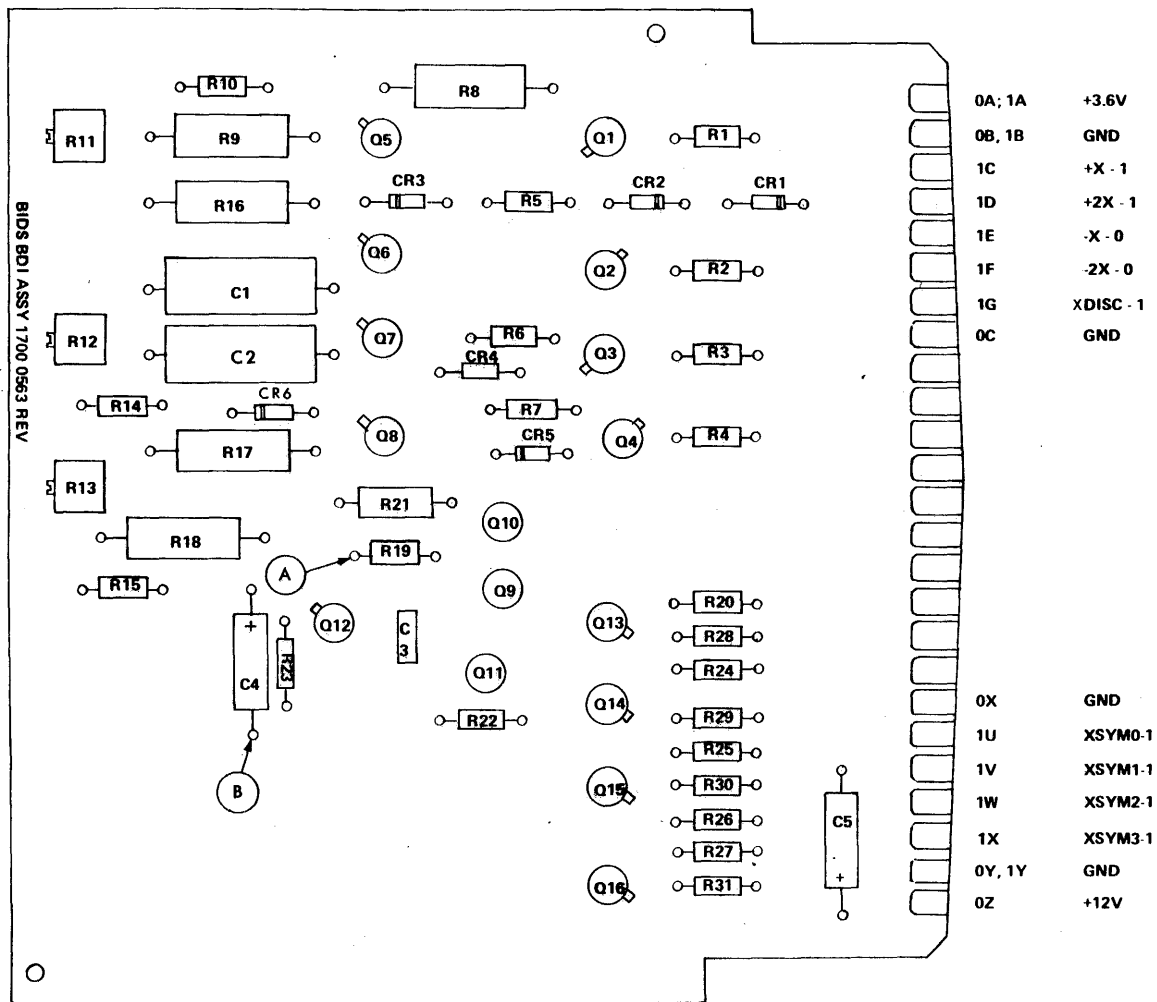 R10
R8
0A; 1A +3.6V
R11
R9
Q5
Q1
R1
0B, 1B GND
1C +X - 1
CR3
CR2
CR1
R16
R5
1D +2X - 1
BIDS BDI ASSY 1700 0563 REV
1E -X - 0
Q6
Q2
R2
1F -2X - 0
C1
1G XDISC - 1
R12
C2
Q7
R6
0C GND
CR4
Q3
R3
R14
CR6
R7
R17
Q8
CR5
Q4
R4
R13
R21
Q10
R18
R19
A
R15
Q9
R20
Q12
C3
Q13
R28
C4
R23
Q11
R24
0X GND
Q14
R22
R29
1U XSYM0-1
R25
1V XSYM1-1
B
Q15
R30
1W XSYM2-1
R26
C5
1X XSYM3-1
R27
0Y, 1Y GND
Q16
R31
+
+
0Z +12V